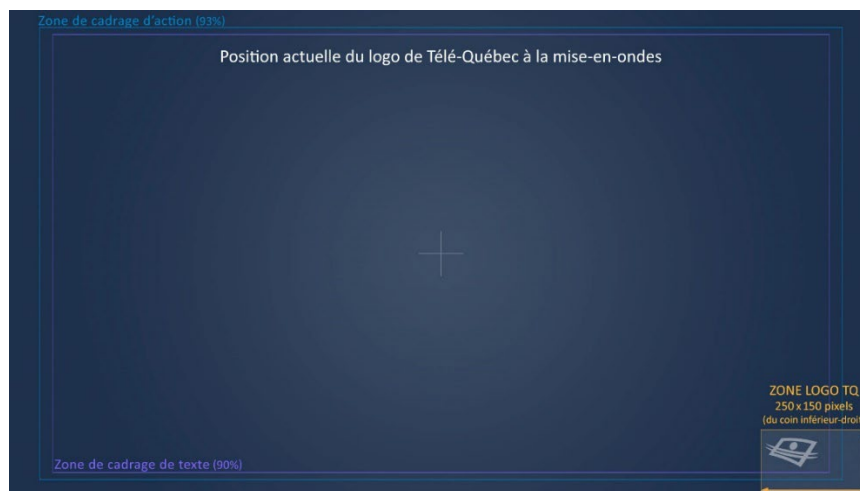 Zone de cadrage d'action (93%)
Position actuelle du logo de Télé-Québec à la mise-en-ondes
ZONE LOGO TQ
250 x 150 pixels
(du coin inférieur-droit
Zone de cadrage de texte (90%)